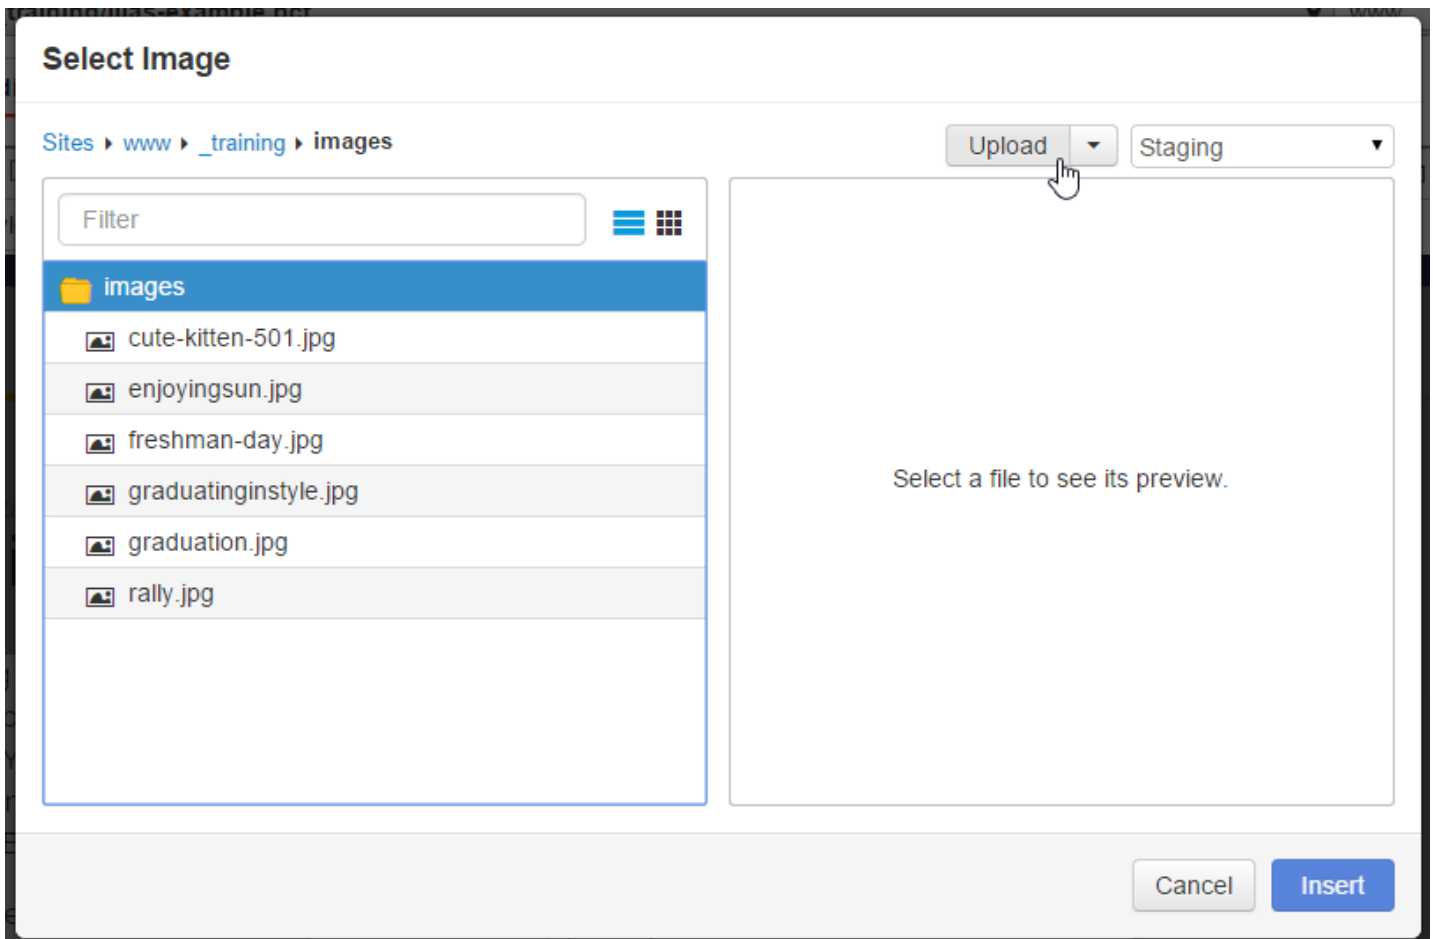 Select Image
Sites www _training images
Upload Staging
Filter
images
cute-kitten-501.jpg
enjoyingsun.jpg
freshman-day.jpg
graduatinginstyle.jpg
graduation.jpg
rally.jpg
Select a file to see its preview.
Cancel Insert